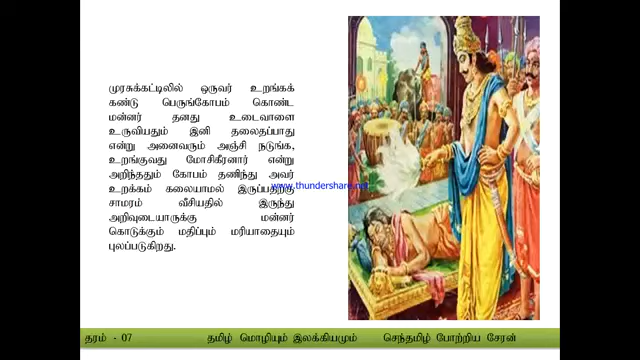 முரசுக்கட்டிலில் ஒருவர் உறங்கக்
கண்டு பெருங்கோபம் கொண்ட
மன்னர் தனது உடைவாளை
உருவியதும் இனி தலைதப்பாது
என்று அனைவரும் அஞ்சி நடுங்க,
உறங்குவது மோசிகீரனார் என்று
அறிந்ததும் கோபம் தணிந்து அவர்
உறக்கம் கலையாமல் இருப்பதற்கு
சாமரம் வீசியதில் இருந்து
அறிவுடையாருக்கு மன்னர்
கொடுக்கும் மதிப்பும் மரியாதையும்
புலப்படுகிறது.
www.thundershare.net
தரம் - 07 தமிழ் மொழியும் இலக்கியமும் செந்தமிழ் போற்றிய சேரன்